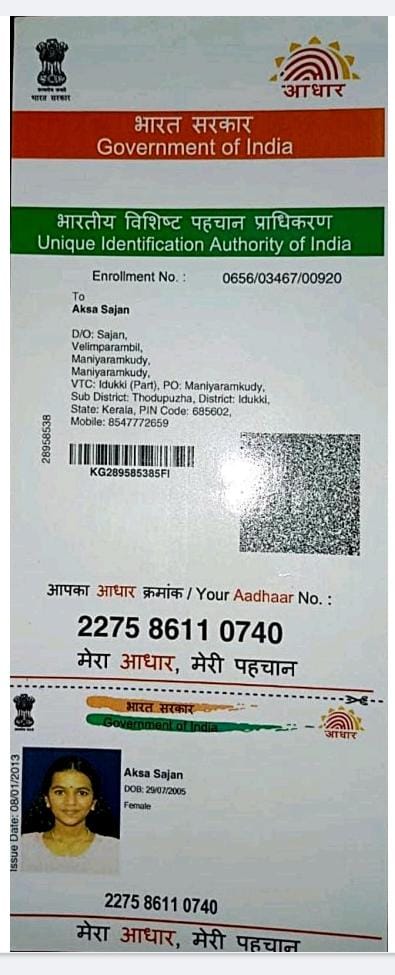 भारत सरकार
आधार
भारत सरकार
Government of India
भारतीय विशिष्ट पहचान प्राधिकरण
Unique Identification Authority of India
Enrollment No. : 0656/03467/00920
To
Aksa Sajan
D/O: Sajan,
Velimparambil,
Maniyaramkudy,
Maniyaramkudy,
VTC: Idukki (Part), PO: Maniyaramkudy,
Sub District: Thodupuzha, District: Idukki,
State: Kerala, PIN Code: 685602,
Mobile: 8547772659
28958538
KG289585385FI
आपका आधार क्रमांक / Your Aadhaar No. :
2275 8611 0740
मेरा आधार, मेरी पहचान
भारत सरकार
Government of India
आधार
Issue Date: 08/01/2013
Aksa Sajan
DOB: 29/07/2005
Female
2275 8611 0740
मेरा आधार, मेरी पहचान